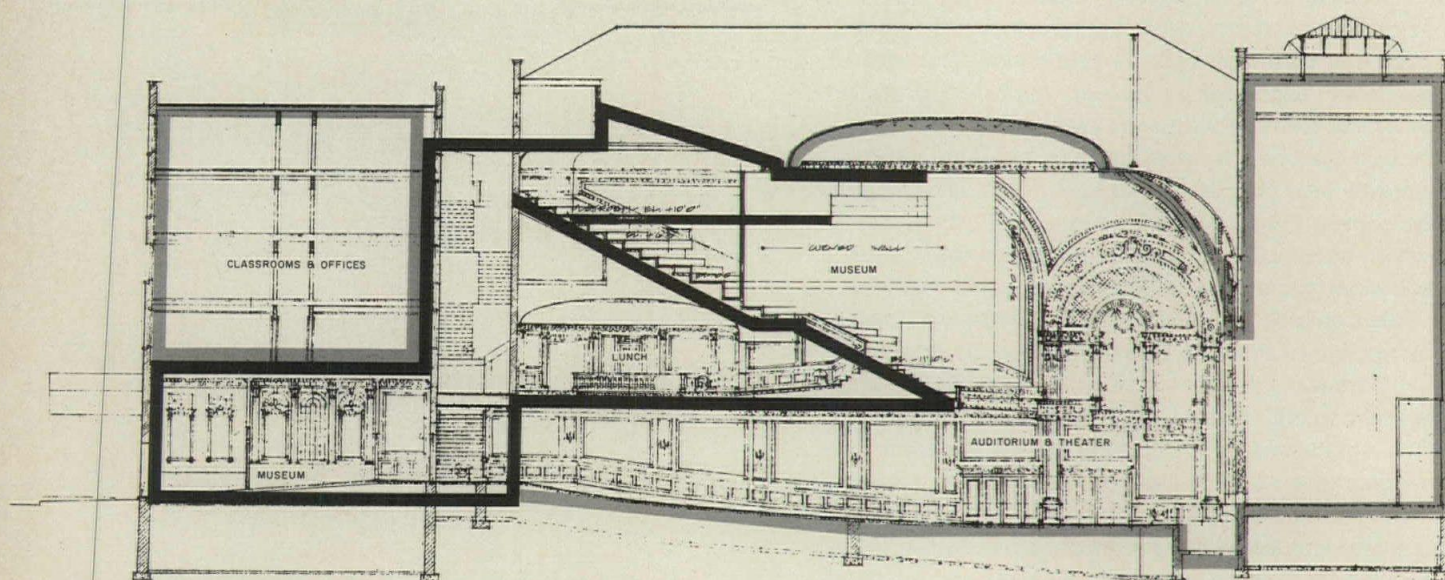 CLASSROOMS & OFFICES
MUSEUM
LUNCH
AUDITORIUM & THEATER
MUSEUM